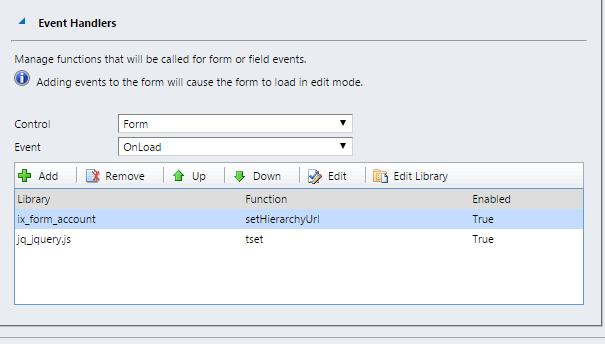 Event Handlers
Manage functions that will be called for form or field events.
Adding events to the form will cause the form to load in edit mode.
Control Form
Event OnLoad
Add Remove Up Down Edit Edit Library
Library Function Enabled
ix_form_account setHierarchyUrl True
jq_jquery.js tset True